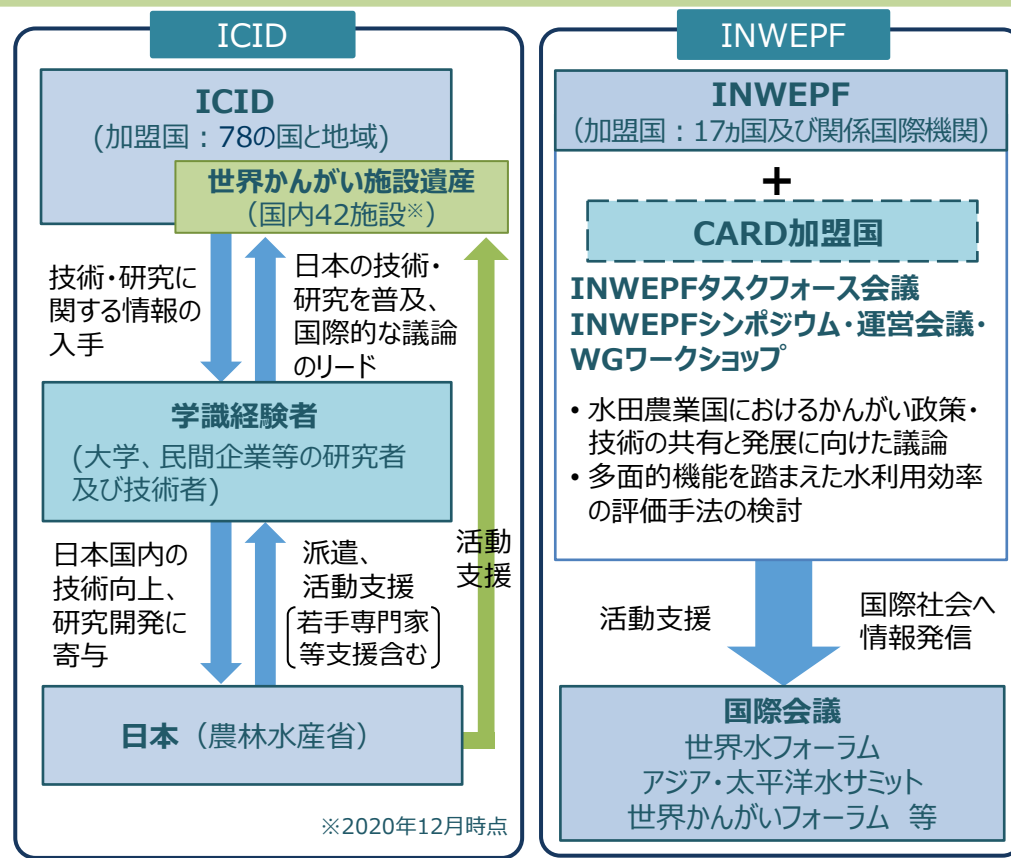 ICID
ICID
(加盟国：78の国と地域)
世界かんがい施設遺産
（国内42施設※）
技術・研究に
関する情報の
入手
日本の技術・
研究を普及、
国際的な議論
のリード
学識経験者
(大学、民間企業等の研究者
及び技術者)
日本国内の
技術向上、
研究開発に
寄与
派遣、
活動支援
若手専門家
等支援含む
活動
支援
日本（農林水産省）
※2020年12月時点
INWEPF
INWEPF
（加盟国：17ヵ国及び関係国際機関）
+
CARD加盟国
INWEPFタスクフォース会議
INWEPFシンポジウム・運営会議・
WGワークショップ
• 水田農業国におけるかんがい政策・
技術の共有と発展に向けた議論
• 多面的機能を踏まえた水利用効率
の評価手法の検討
活動支援
国際社会へ
情報発信
国際会議
世界水フォーラム
アジア・太平洋水サミット
世界かんがいフォーラム 等